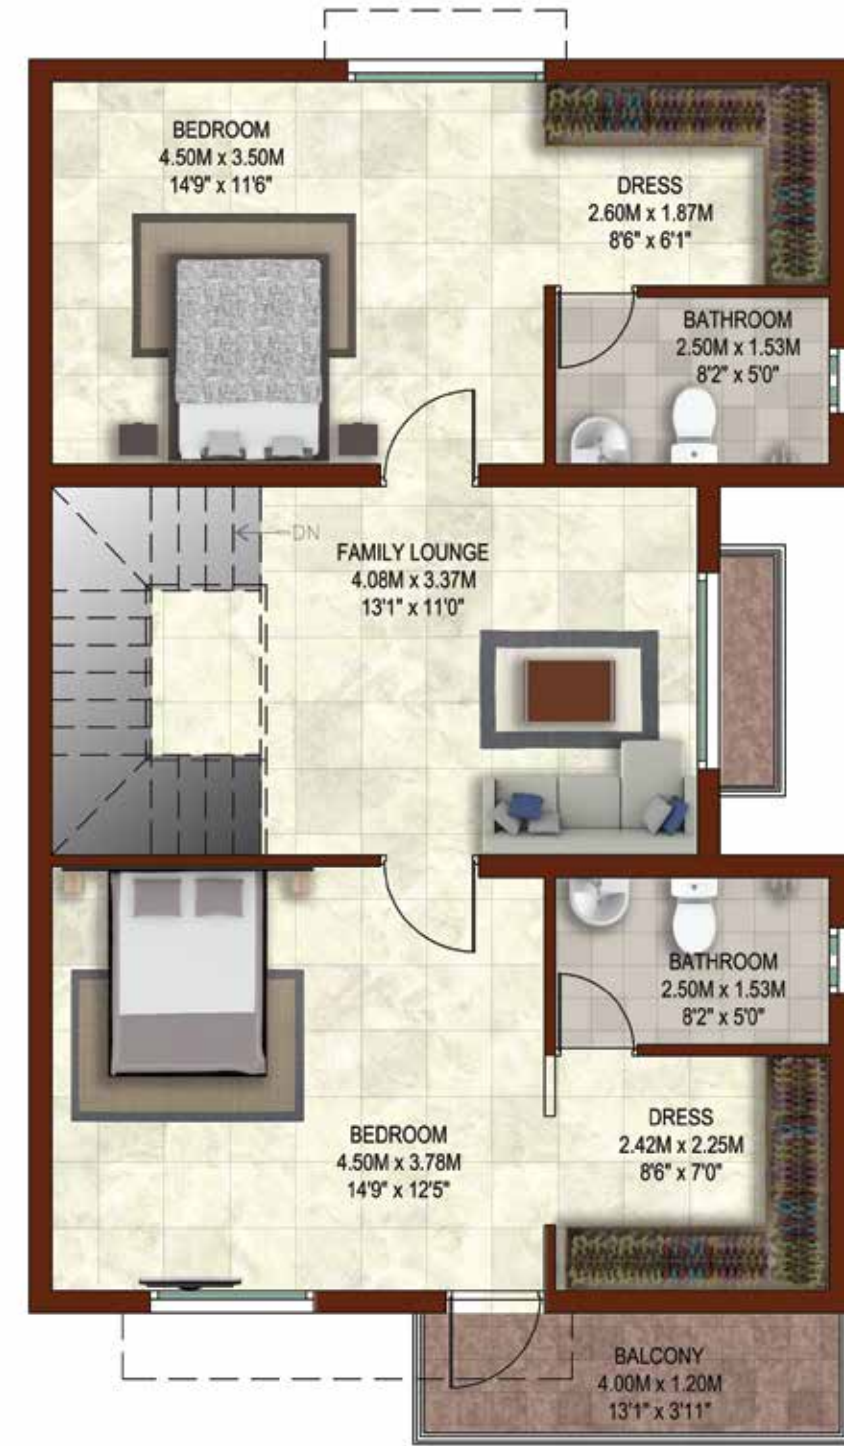 BEDROOM
4.50M x 3.50M
14'9" x 11'6"
DRESS
2.60M x 1.87M
8'6" x 6'1"
BATHROOM
2.50M x 1.53M
8'2" x 5'0"
DN
FAMILY LOUNGE
4.08M x 3.37M
13'1" x 11'0"
BATHROOM
2.50M x 1.53M
8'2" x 5'0"
BEDROOM
4.50M x 3.78M
14'9" x 12'5"
DRESS
2.42M x 2.25M
8'6" x 7'0"
BALCONY
4.00M x 1.20M
13'1" x 3'11"